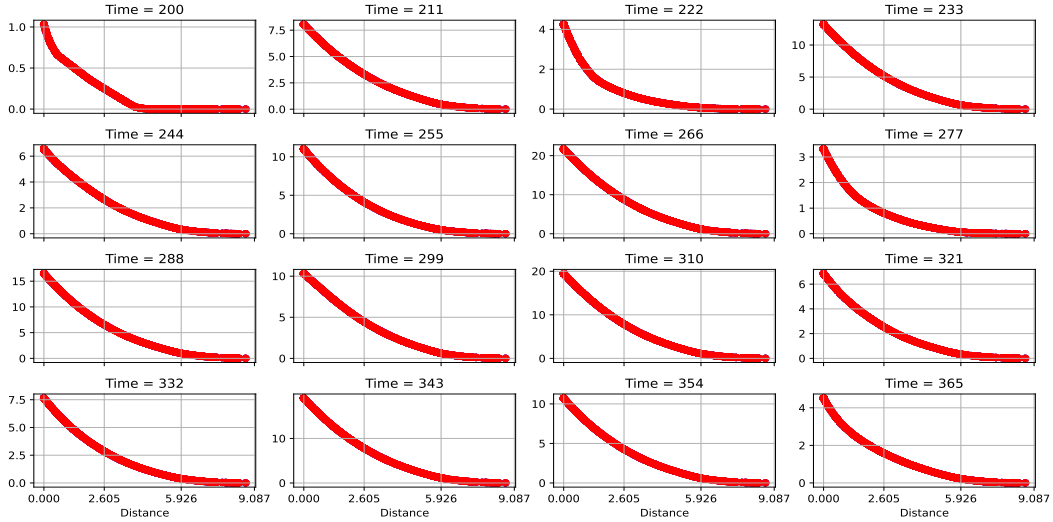 Time = 200
1.0
0.5
0.0
Time = 211
7.5
5.0
2.5
0.0
Time = 222
4
2
0
Time = 233
10
5
0
Time = 244
6
4
2
0
Time = 255
10
5
0
Time = 266
20
10
0
Time = 277
3
2
1
0
Time = 288
15
10
5
0
Time = 299
10
5
0
Time = 310
20
10
0
Time = 321
6
4
2
0
Time = 332
7.5
5.0
2.5
0.0
0.000 2.605 5.926 9.087
Distance
Time = 343
10
0
0.000 2.605 5.926 9.087
Distance
Time = 354
10
5
0
0.000 2.605 5.926 9.087
Distance
Time = 365
4
2
0
0.000 2.605 5.926 9.087
Distance